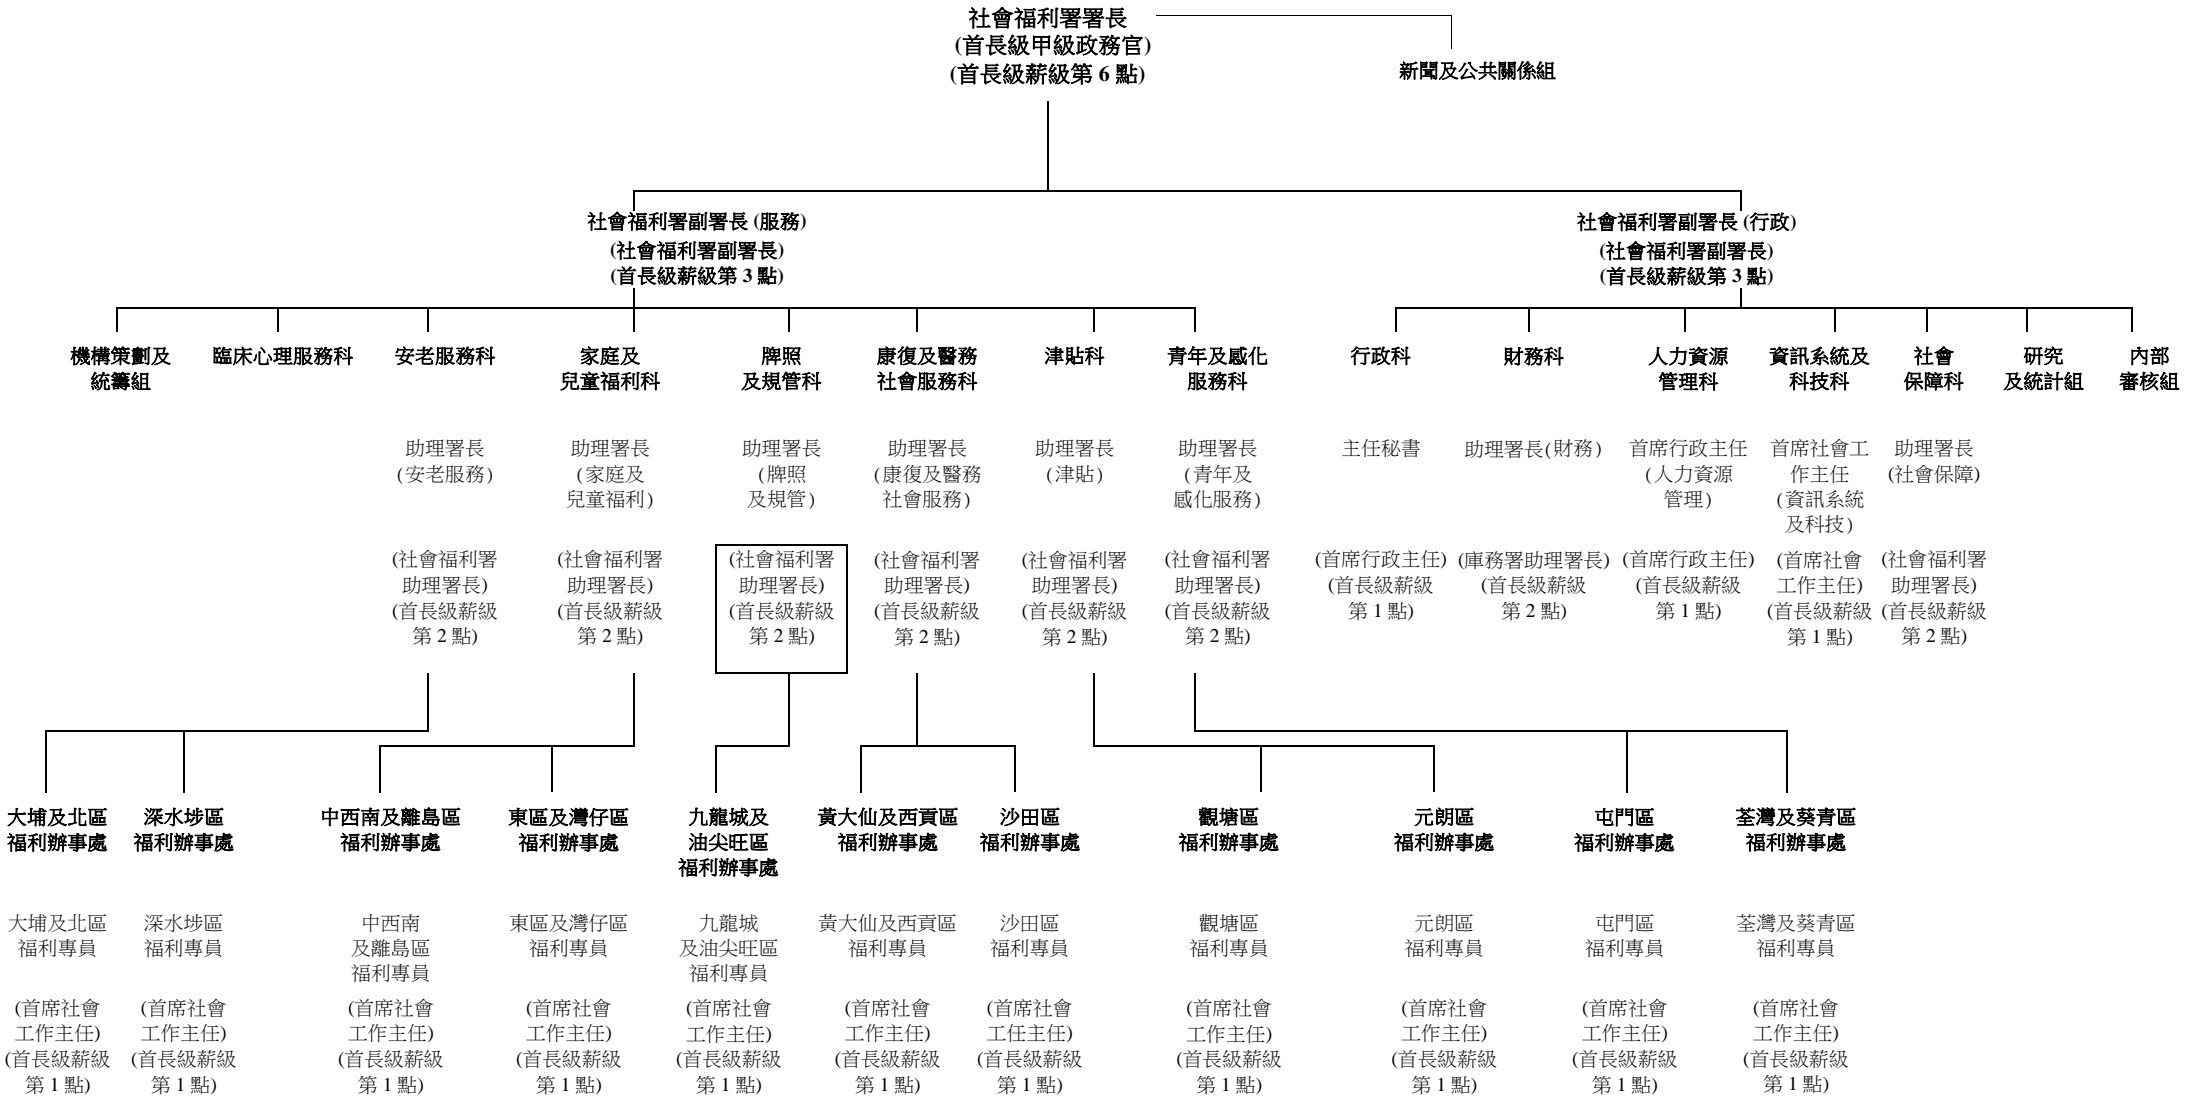 社會福利署署長
(首長級甲級政務官)
(首長級薪級第 6 點)
新聞及公共關係組
社會福利署副署長 (服務)
(社會福利署副署長)
(首長級薪級第 3 點)
社會福利署副署長 (行政)
(社會福利署副署長)
(首長級薪級第 3 點)
機構策劃及
統籌組
臨床心理服務科
安老服務科
助理署長
(安老服務)
(社會福利署
助理署長)
(首長級薪級
第 2 點)
家庭及
兒童福利科
助理署長
(家庭及
兒童福利)
(社會福利署
助理署長)
(首長級薪級
第 2 點)
牌照
及規管科
助理署長
(牌照
及規管)
(社會福利署
助理署長)
(首長級薪級
第 2 點)
康復及醫務
社會服務科
助理署長
(康復及醫務
社會服務)
(社會福利署
助理署長)
(首長級薪級
第 2 點)
津貼科
助理署長
(津貼)
(社會福利署
助理署長)
(首長級薪級
第 2 點)
青年及感化
服務科
助理署長
(青年及
感化服務)
(社會福利署
助理署長)
(首長級薪級
第 2 點)
行政科
主任秘書
(首席行政主任)
(首長級薪級
第 1 點)
財務科
助理署長(財務)
(庫務署助理署長)
(首長級薪級
第 2 點)
人力資源
管理科
首席行政主任
(人力資源
管理)
(首席行政主任)
(首長級薪級
第 1 點)
資訊系統及
科技科
首席社會工
作主任
(資訊系統
及科技)
(首席社會
工作主任)
(首長級薪級
第 1 點)
社會
保障科
助理署長
(社會保障)
(社會福利署
助理署長)
(首長級薪級
第 2 點)
研究
及統計組
內部
審核組
大埔及北區
福利辦事處
大埔及北區
福利專員
(首席社會
工作主任)
(首長級薪級
第 1 點)
深水埗區
福利辦事處
深水埗區
福利專員
(首席社會
工作主任)
(首長級薪級
第 1 點)
中西南及離島區
福利辦事處
中西南
及離島區
福利專員
(首席社會
工作主任)
(首長級薪級
第 1 點)
東區及灣仔區
福利辦事處
東區及灣仔區
福利專員
(首席社會
工作主任)
(首長級薪級
第 1 點)
九龍城及
油尖旺區
福利辦事處
九龍城
及油尖旺區
福利專員
(首席社會
工作主任)
(首長級薪級
第 1 點)
黃大仙及西貢區
福利辦事處
黃大仙及西貢區
福利專員
(首席社會
工作主任)
(首長級薪級
第 1 點)
沙田區
福利辦事處
沙田區
福利專員
(首席社會
工任主任)
(首長級薪級
第 1 點)
觀塘區
福利辦事處
觀塘區
福利專員
(首席社會
工作主任)
(首長級薪級
第 1 點)
元朗區
福利辦事處
元朗區
福利專員
(首席社會
工作主任)
(首長級薪級
第 1 點)
屯門區
福利辦事處
屯門區
福利專員
(首席社會
工作主任)
(首長級薪級
第 1 點)
荃灣及葵青區
福利辦事處
荃灣及葵青區
福利專員
(首席社會
工作主任)
(首長級薪級
第 1 點)